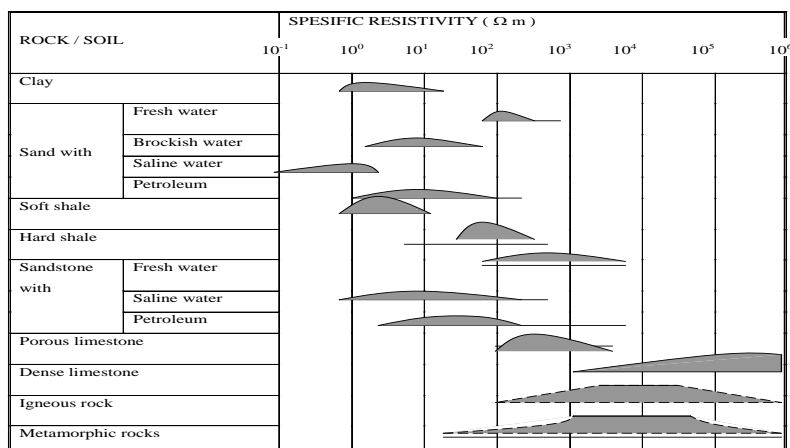 SPESIFIC RESISTIVITY ( Ω m )
ROCK / SOIL
10⁻¹ 10⁰ 10¹ 10² 10³ 10⁴ 10⁵ 10⁶
Clay
Sand with
Fresh water
Brockish water
Saline water
Petroleum
Soft shale
Hard shale
Sandstone
with
Fresh water
Saline water
Petroleum
Porous limestone
Dense limestone
Igneous rock
Metamorphic rocks